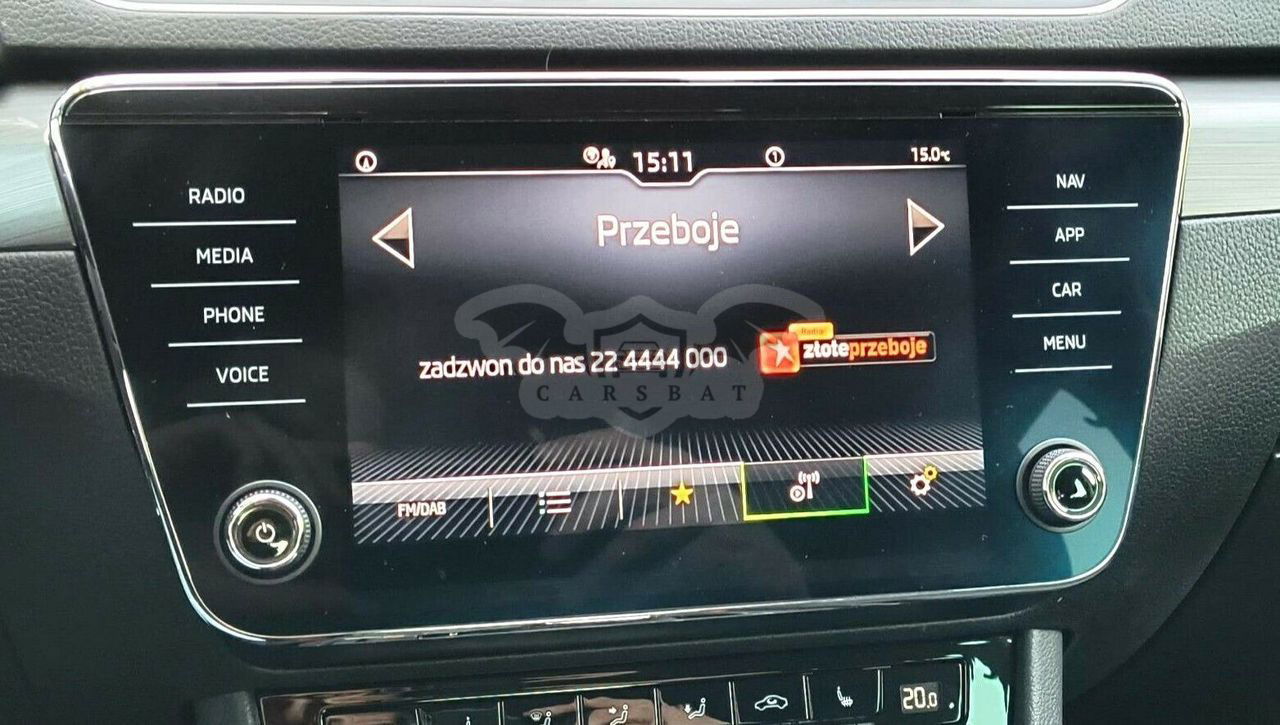 15:11
1
15.0°C
RADIO
MEDIA
PHONE
VOICE
NAV
APP
CAR
MENU
Przeboje
zadzwon do nas 22 4444 000
Radio
złoteprzeboje
CARSBAT
FM/DAB
20.0